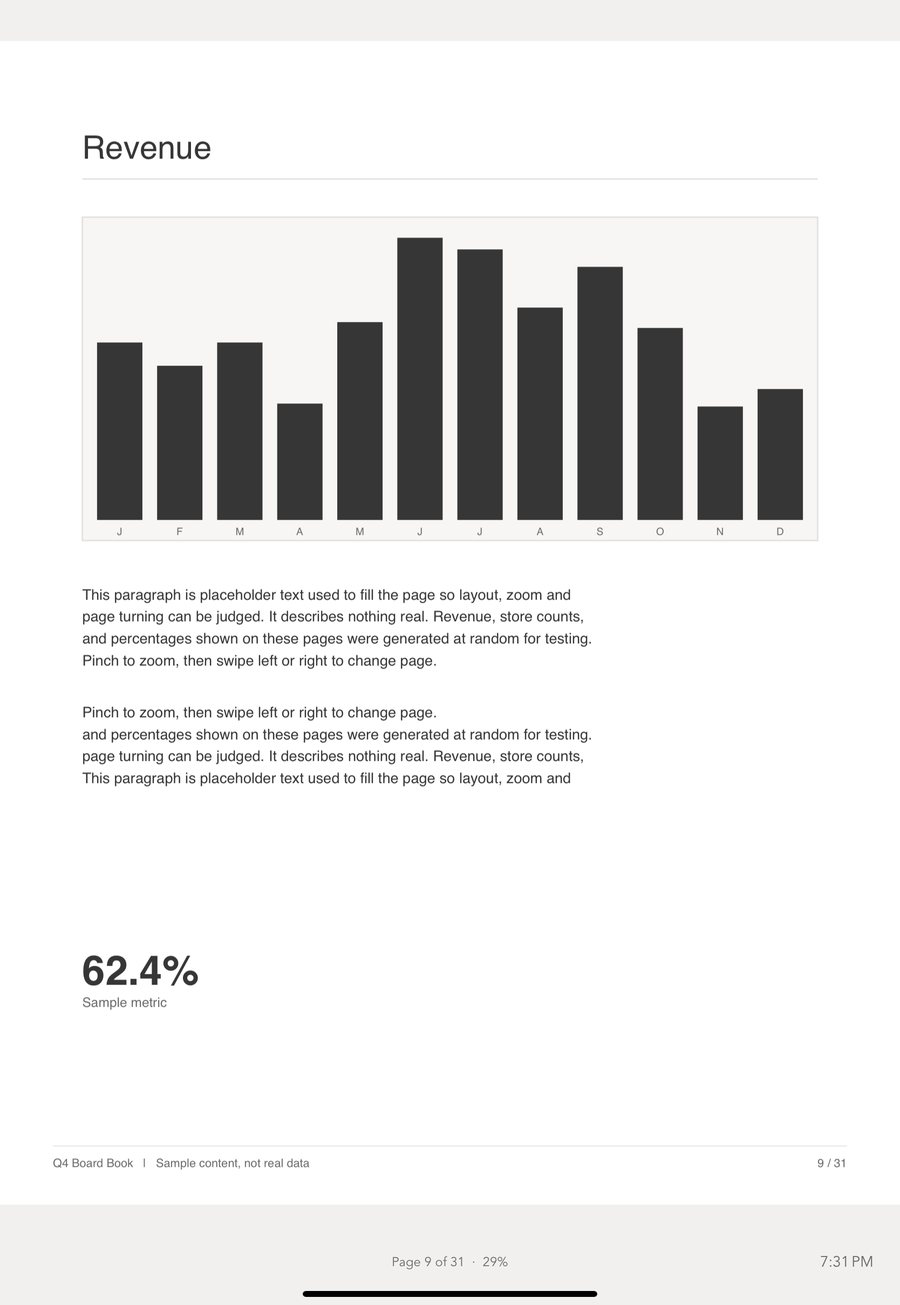 Revenue
J F M A M J J A S O N D
This paragraph is placeholder text used to fill the page so layout, zoom and
page turning can be judged. It describes nothing real. Revenue, store counts,
and percentages shown on these pages were generated at random for testing.
Pinch to zoom, then swipe left or right to change page.
Pinch to zoom, then swipe left or right to change page.
and percentages shown on these pages were generated at random for testing.
page turning can be judged. It describes nothing real. Revenue, store counts,
This paragraph is placeholder text used to fill the page so layout, zoom and
62.4%
Sample metric
Q4 Board Book | Sample content, not real data 9 / 31
Page 9 of 31 · 29% 7:31 PM